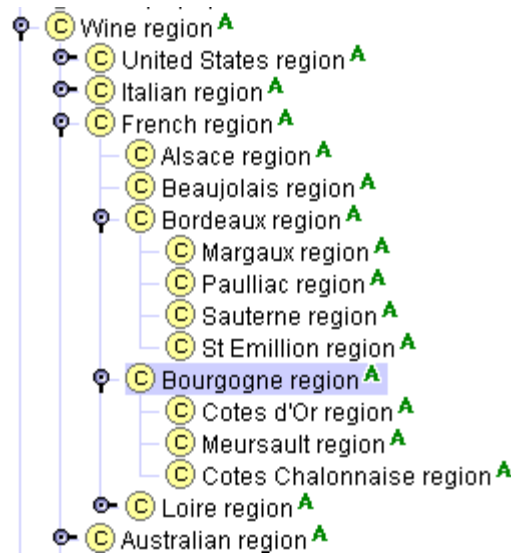 C Wine region A
C United States region A
C Italian region A
C French region A
C Alsace region A
C Beaujolais region A
C Bordeaux region A
C Margaux region A
C Paulliac region A
C Sauterne region A
C St Emillion region A
C Bourgogne region A
C Cotes d'Or region A
C Meursault region A
C Cotes Chalonnaise region A
C Loire region A
C Australian region A